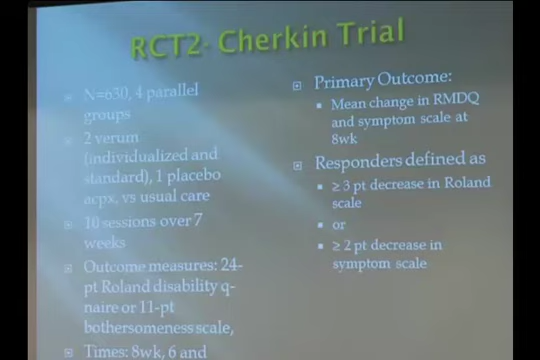 RCT2- Cherkin Trial
N=630, 4 parallel
groups
2 verum
(individualized and
standard), 1 placebo
acpx, vs usual care
10 sessions over 7
weeks
Outcome measures: 24-
pt Roland disability q-
naire or 11-pt
bothersomeness scale,
Times: 8wk, 6 and
Primary Outcome:
Mean change in RMDQ
and symptom scale at
8wk
Responders defined as
≥ 3 pt decrease in Roland
scale
or
≥ 2 pt decrease in
symptom scale